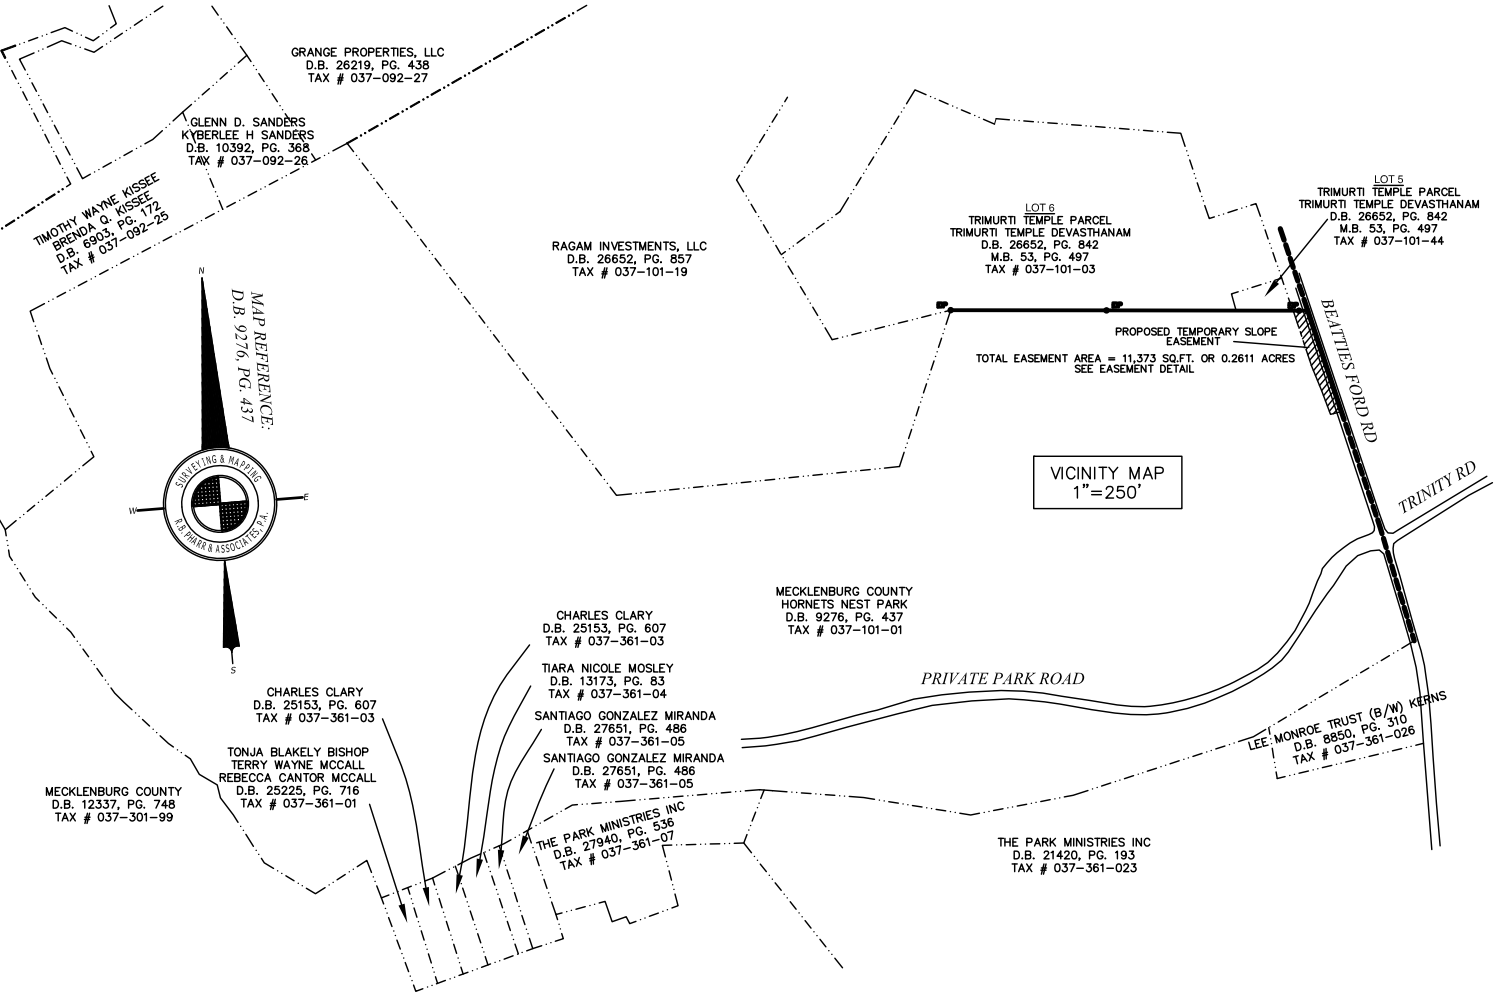 GRANGE PROPERTIES, LLC
D.B. 26219, PG. 438
TAX # 037-092-27
GLENN D. SANDERS
KYBERLEE H SANDERS
D.B. 10392, PG. 368
TAX # 037-092-26
TIMOTHY WAYNE KISSEE
BRENDA Q. KISSEE
D.B. 6903, PG. 172
TAX # 037-092-25
RAGAM INVESTMENTS, LLC
D.B. 26652, PG. 857
TAX # 037-101-19
LOT 6
TRIMURTI TEMPLE PARCEL
TRIMURTI TEMPLE DEVASTHANAM
D.B. 26652, PG. 842
M.B. 53, PG. 497
TAX # 037-101-03
LOT 5
TRIMURTI TEMPLE PARCEL
TRIMURTI TEMPLE DEVASTHANAM
D.B. 26652, PG. 842
M.B. 53, PG. 497
TAX # 037-101-44
N
MAP REFERENCE:
D.B. 9276, PG. 437
SURVEYING & MAPPING
R.B. PHARR & ASSOCIATES, P.A.
W
E
S
PROPOSED TEMPORARY SLOPE
EASEMENT
TOTAL EASEMENT AREA = 11,373 SQ.FT. OR 0.2611 ACRES
SEE EASEMENT DETAIL
BEATTIES FORD RD
VICINITY MAP
1"=250'
TRINITY RD
MECKLENBURG COUNTY
HORNETS NEST PARK
D.B. 9276, PG. 437
TAX # 037-101-01
CHARLES CLARY
D.B. 25153, PG. 607
TAX # 037-361-03
TIARA NICOLE MOSLEY
D.B. 13173, PG. 83
TAX # 037-361-04
PRIVATE PARK ROAD
CHARLES CLARY
D.B. 25153, PG. 607
TAX # 037-361-03
SANTIAGO GONZALEZ MIRANDA
D.B. 27651, PG. 486
TAX # 037-361-05
SANTIAGO GONZALEZ MIRANDA
D.B. 27651, PG. 486
TAX # 037-361-05
TONJA BLAKELY BISHOP
TERRY WAYNE MCCALL
REBECCA CANTOR MCCALL
D.B. 25225, PG. 716
TAX # 037-361-01
LEE MONROE TRUST (B/W) KERNS
D.B. 8850, PG. 310
TAX # 037-361-026
MECKLENBURG COUNTY
D.B. 12337, PG. 748
TAX # 037-301-99
THE PARK MINISTRIES INC
D.B. 27940, PG. 536
TAX # 037-361-07
THE PARK MINISTRIES INC
D.B. 21420, PG. 193
TAX # 037-361-023